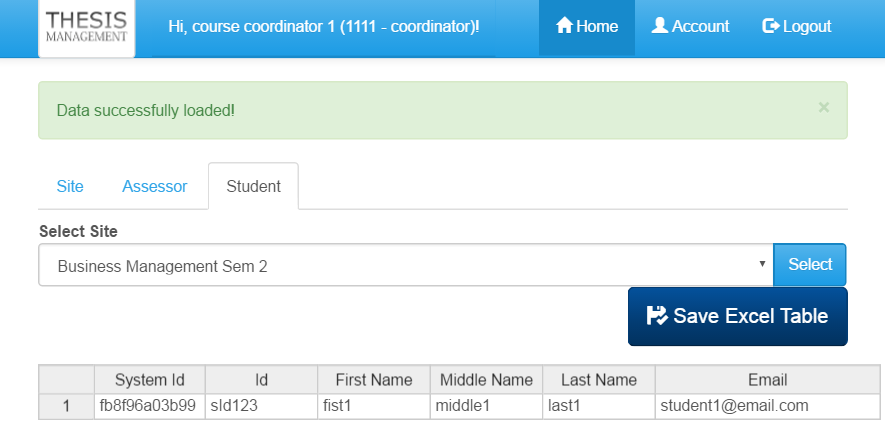 THESIS
MANAGEMENT
Hi, course coordinator 1 (1111 - coordinator)!
Home
Account
Logout
Data successfully loaded!
×
Site
Assessor
Student
Select Site
Business Management Sem 2
Select
Save Excel Table
System Id Id First Name Middle Name Last Name Email
1 fb8f96a03b99 sId123 fist1 middle1 last1 student1@email.com